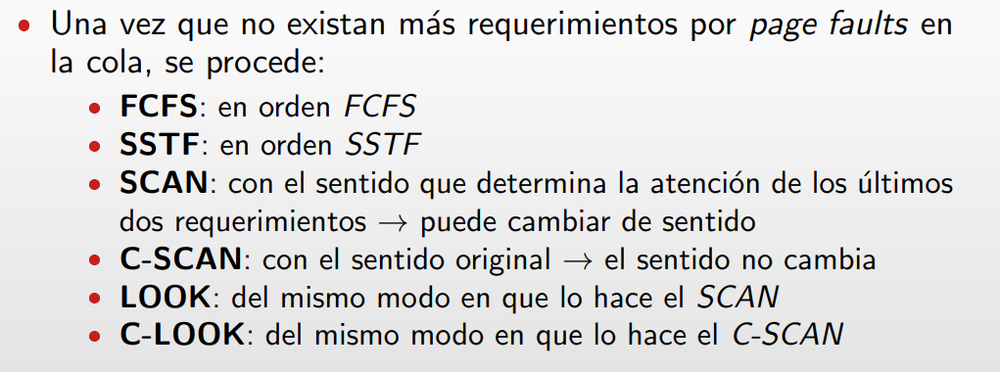 • Una vez que no existan más requerimientos por page faults en
la cola, se procede:
• FCFS: en orden FCFS
• SSTF: en orden SSTF
• SCAN: con el sentido que determina la atención de los últimos
dos requerimientos → puede cambiar de sentido
• C-SCAN: con el sentido original → el sentido no cambia
• LOOK: del mismo modo en que lo hace el SCAN
• C-LOOK: del mismo modo en que lo hace el C-SCAN